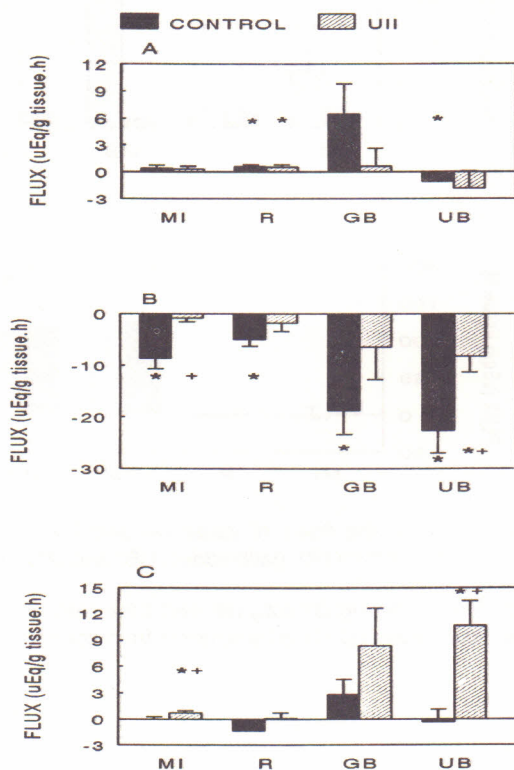 CONTROL UII
A
FLUX (uEq/g tissue.h)
12
9
6
3
0
-3
* * *
MI R GB UB
B
FLUX (uEq/g tissue.h)
0
-10
-20
-30
* + * * * *+
MI R GB UB
C
FLUX (uEq/g tissue.h)
15
12
9
6
3
0
-3
*+ *+
MI R GB UB